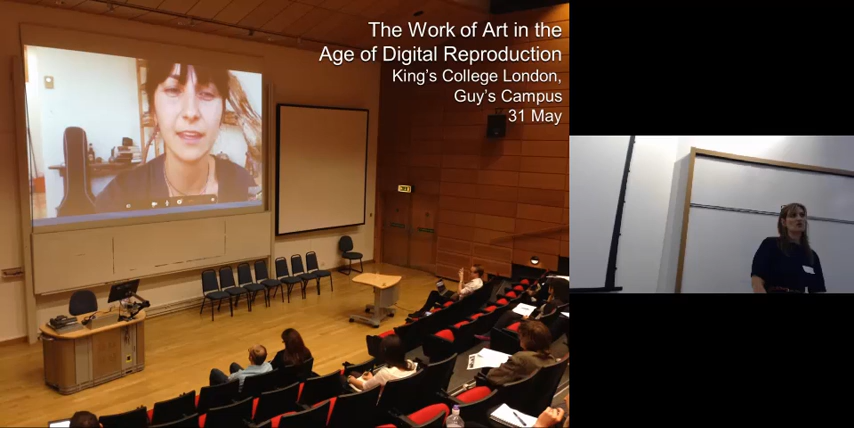 The Work of Art in the
Age of Digital Reproduction
King's College London,
Guy's Campus
31 May